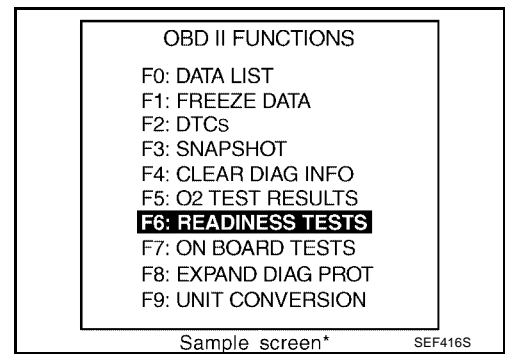 OBD II FUNCTIONS
F0: DATA LIST
F1: FREEZE DATA
F2: DTCs
F3: SNAPSHOT
F4: CLEAR DIAG INFO
F5: O2 TEST RESULTS
F6: READINESS TESTS
F7: ON BOARD TESTS
F8: EXPAND DIAG PROT
F9: UNIT CONVERSION
Sample screen*
SEF416S